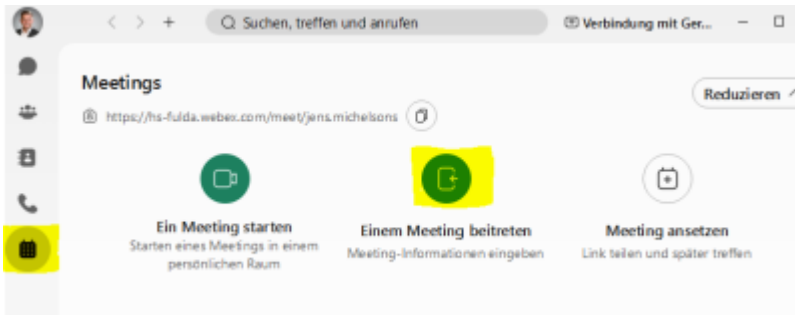 Suchen, treffen und anrufen
Verbindung mit Ger...
Meetings
Reduzieren
https://hs-fulda.webex.com/meet/jens.michelsons
Ein Meeting starten
Starten eines Meetings in einem
persönlichen Raum
Einem Meeting beitreten
Meeting-Informationen eingeben
Meeting ansetzen
Link teilen und später treffen